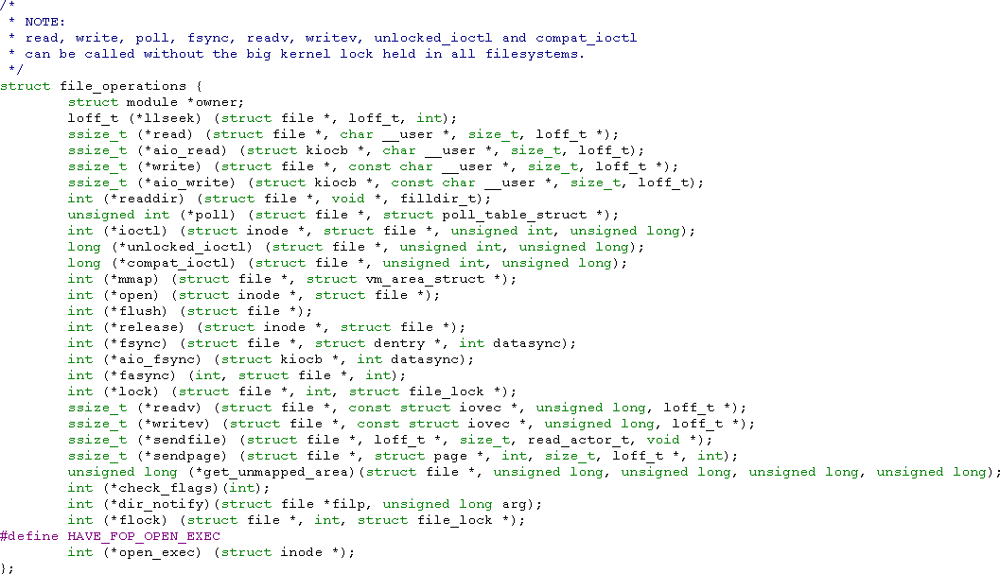 /*
 * NOTE:
 * read, write, poll, fsync, readv, writev, unlocked_ioctl and compat_ioctl
 * can be called without the big kernel lock held in all filesystems.
 */
struct file_operations {
        struct module *owner;
        loff_t (*llseek) (struct file *, loff_t, int);
        ssize_t (*read) (struct file *, char __user *, size_t, loff_t *);
        ssize_t (*aio_read) (struct kiocb *, char __user *, size_t, loff_t);
        ssize_t (*write) (struct file *, const char __user *, size_t, loff_t *);
        ssize_t (*aio_write) (struct kiocb *, const char __user *, size_t, loff_t);
        int (*readdir) (struct file *, void *, filldir_t);
        unsigned int (*poll) (struct file *, struct poll_table_struct *);
        int (*ioctl) (struct inode *, struct file *, unsigned int, unsigned long);
        long (*unlocked_ioctl) (struct file *, unsigned int, unsigned long);
        long (*compat_ioctl) (struct file *, unsigned int, unsigned long);
        int (*mmap) (struct file *, struct vm_area_struct *);
        int (*open) (struct inode *, struct file *);
        int (*flush) (struct file *);
        int (*release) (struct inode *, struct file *);
        int (*fsync) (struct file *, struct dentry *, int datasync);
        int (*aio_fsync) (struct kiocb *, int datasync);
        int (*fasync) (int, struct file *, int);
        int (*lock) (struct file *, int, struct file_lock *);
        ssize_t (*readv) (struct file *, const struct iovec *, unsigned long, loff_t *);
        ssize_t (*writev) (struct file *, const struct iovec *, unsigned long, loff_t *);
        ssize_t (*sendfile) (struct file *, loff_t *, size_t, read_actor_t, void *);
        ssize_t (*sendpage) (struct file *, struct page *, int, size_t, loff_t *, int);
        unsigned long (*get_unmapped_area)(struct file *, unsigned long, unsigned long, unsigned long, unsigned long);
        int (*check_flags)(int);
        int (*dir_notify)(struct file *filp, unsigned long arg);
        int (*flock) (struct file *, int, struct file_lock *);
#define HAVE_FOP_OPEN_EXEC
        int (*open_exec) (struct inode *);
};